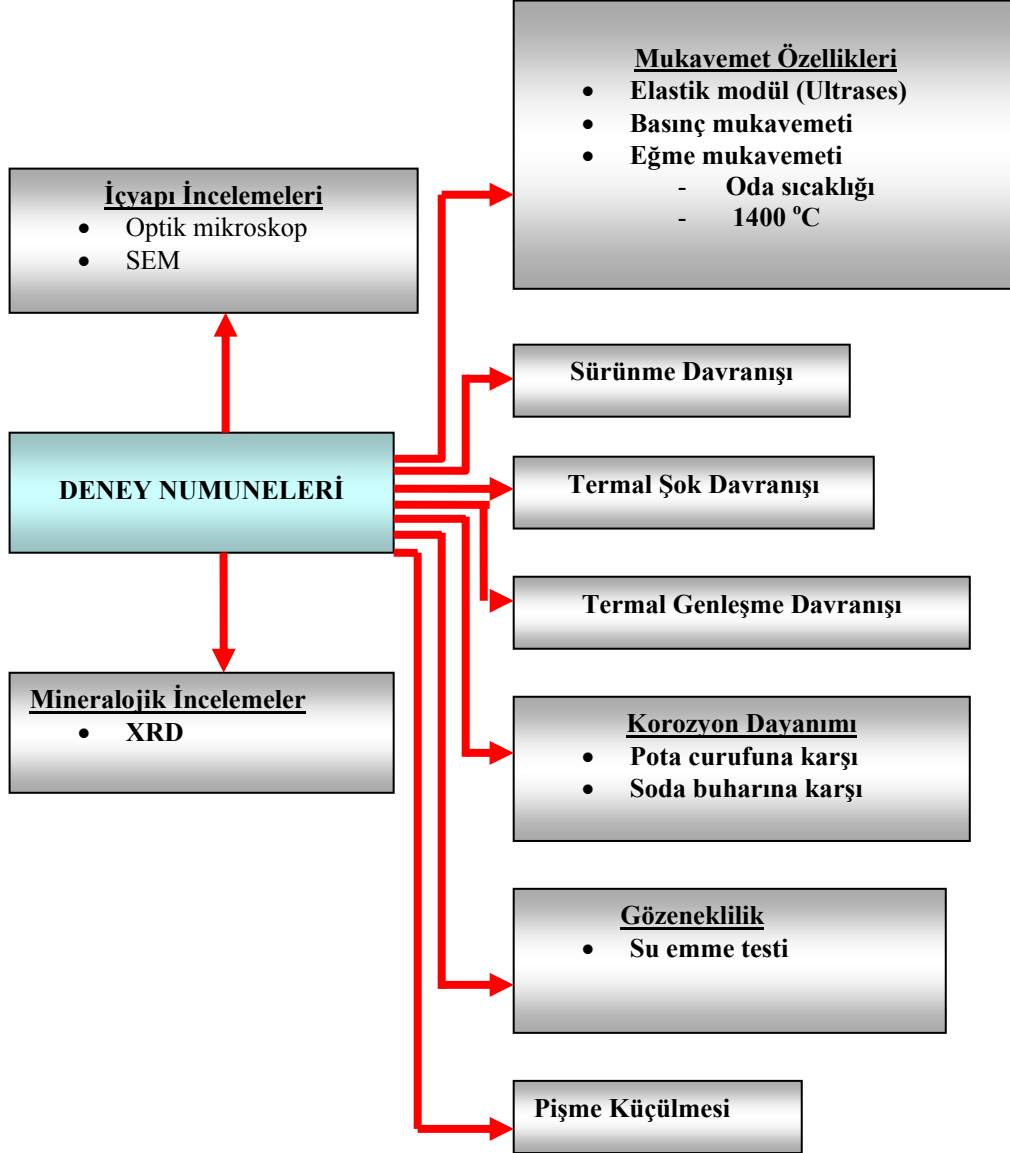 Mukavemet Özellikleri
• Elastik modül (Ultrases)
• Basınç mukavemeti
• Eğme mukavemeti
- Oda sıcaklığı
- 1400 °C
İçyapı İncelemeleri
• Optik mikroskop
• SEM
Sürünme Davranışı
DENEY NUMUNELERİ
Termal Şok Davranışı
Termal Genleşme Davranışı
Mineralojik İncelemeler
• XRD
Korozyon Dayanımı
• Pota curufuna karşı
• Soda buharına karşı
Gözeneklilik
• Su emme testi
Pişme Küçülmesi